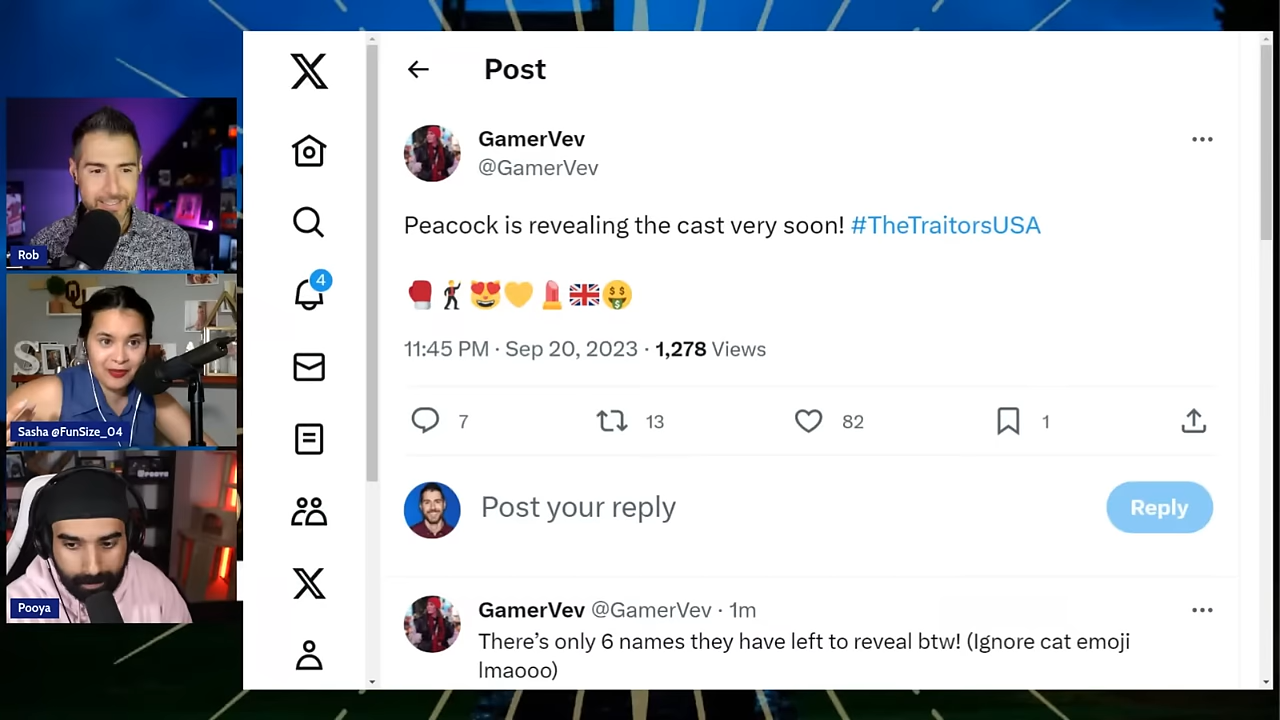 Post
GamerVev
@GamerVev
Peacock is revealing the cast very soon! #TheTraitorsUSA
🥊🕺😻💛💄🇬🇧🤑
11:45 PM · Sep 20, 2023 · 1,278 Views
7 13 82 1
Post your reply
Reply
GamerVev @GamerVev · 1m
There's only 6 names they have left to reveal btw! (Ignore cat emoji
lmaooo)
4
Rob
Sasha @FunSize_04
Pooya